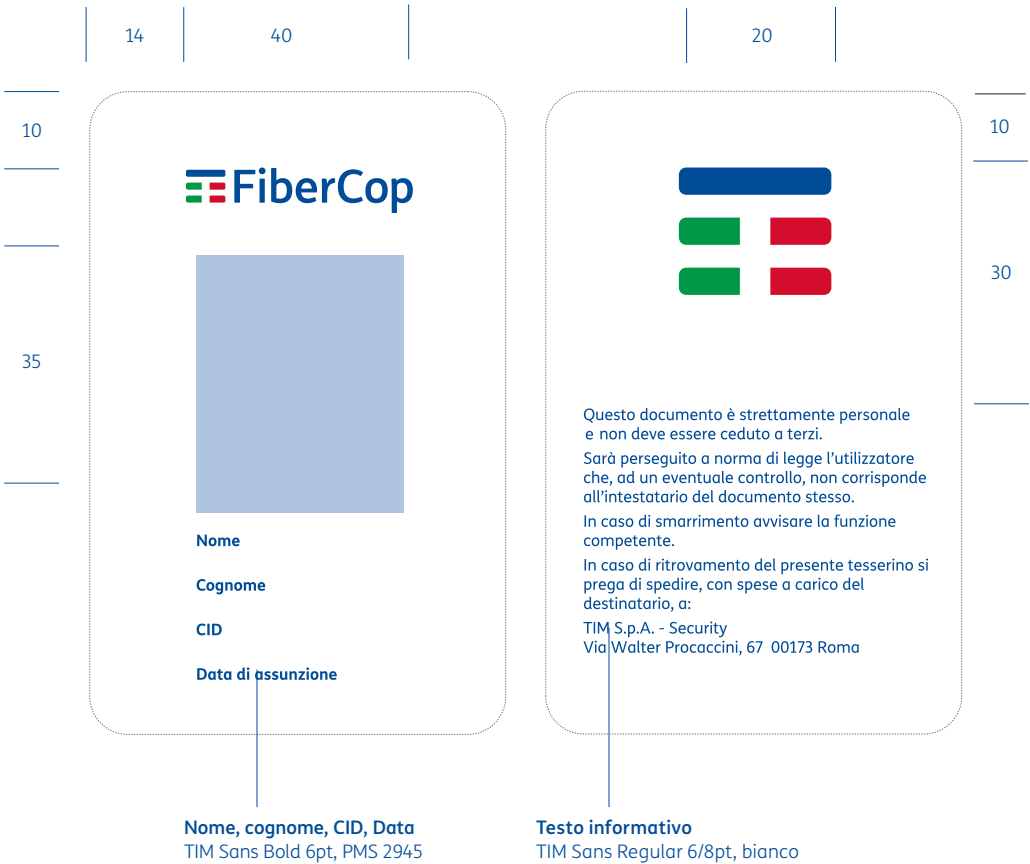 14
40
20
10
10
FiberCop
30
35
Nome
Cognome
CID
Data di assunzione
Questo documento è strettamente personale
e non deve essere ceduto a terzi.
Sarà perseguito a norma di legge l'utilizzatore
che, ad un eventuale controllo, non corrisponde
all'intestatario del documento stesso.
In caso di smarrimento avvisare la funzione
competente.
In caso di ritrovamento del presente tesserino si
prega di spedire, con spese a carico del
destinatario, a:
TIM S.p.A. - Security
Via Walter Procaccini, 67  00173 Roma
Nome, cognome, CID, Data
TIM Sans Bold 6pt, PMS 2945
Testo informativo
TIM Sans Regular 6/8pt, bianco